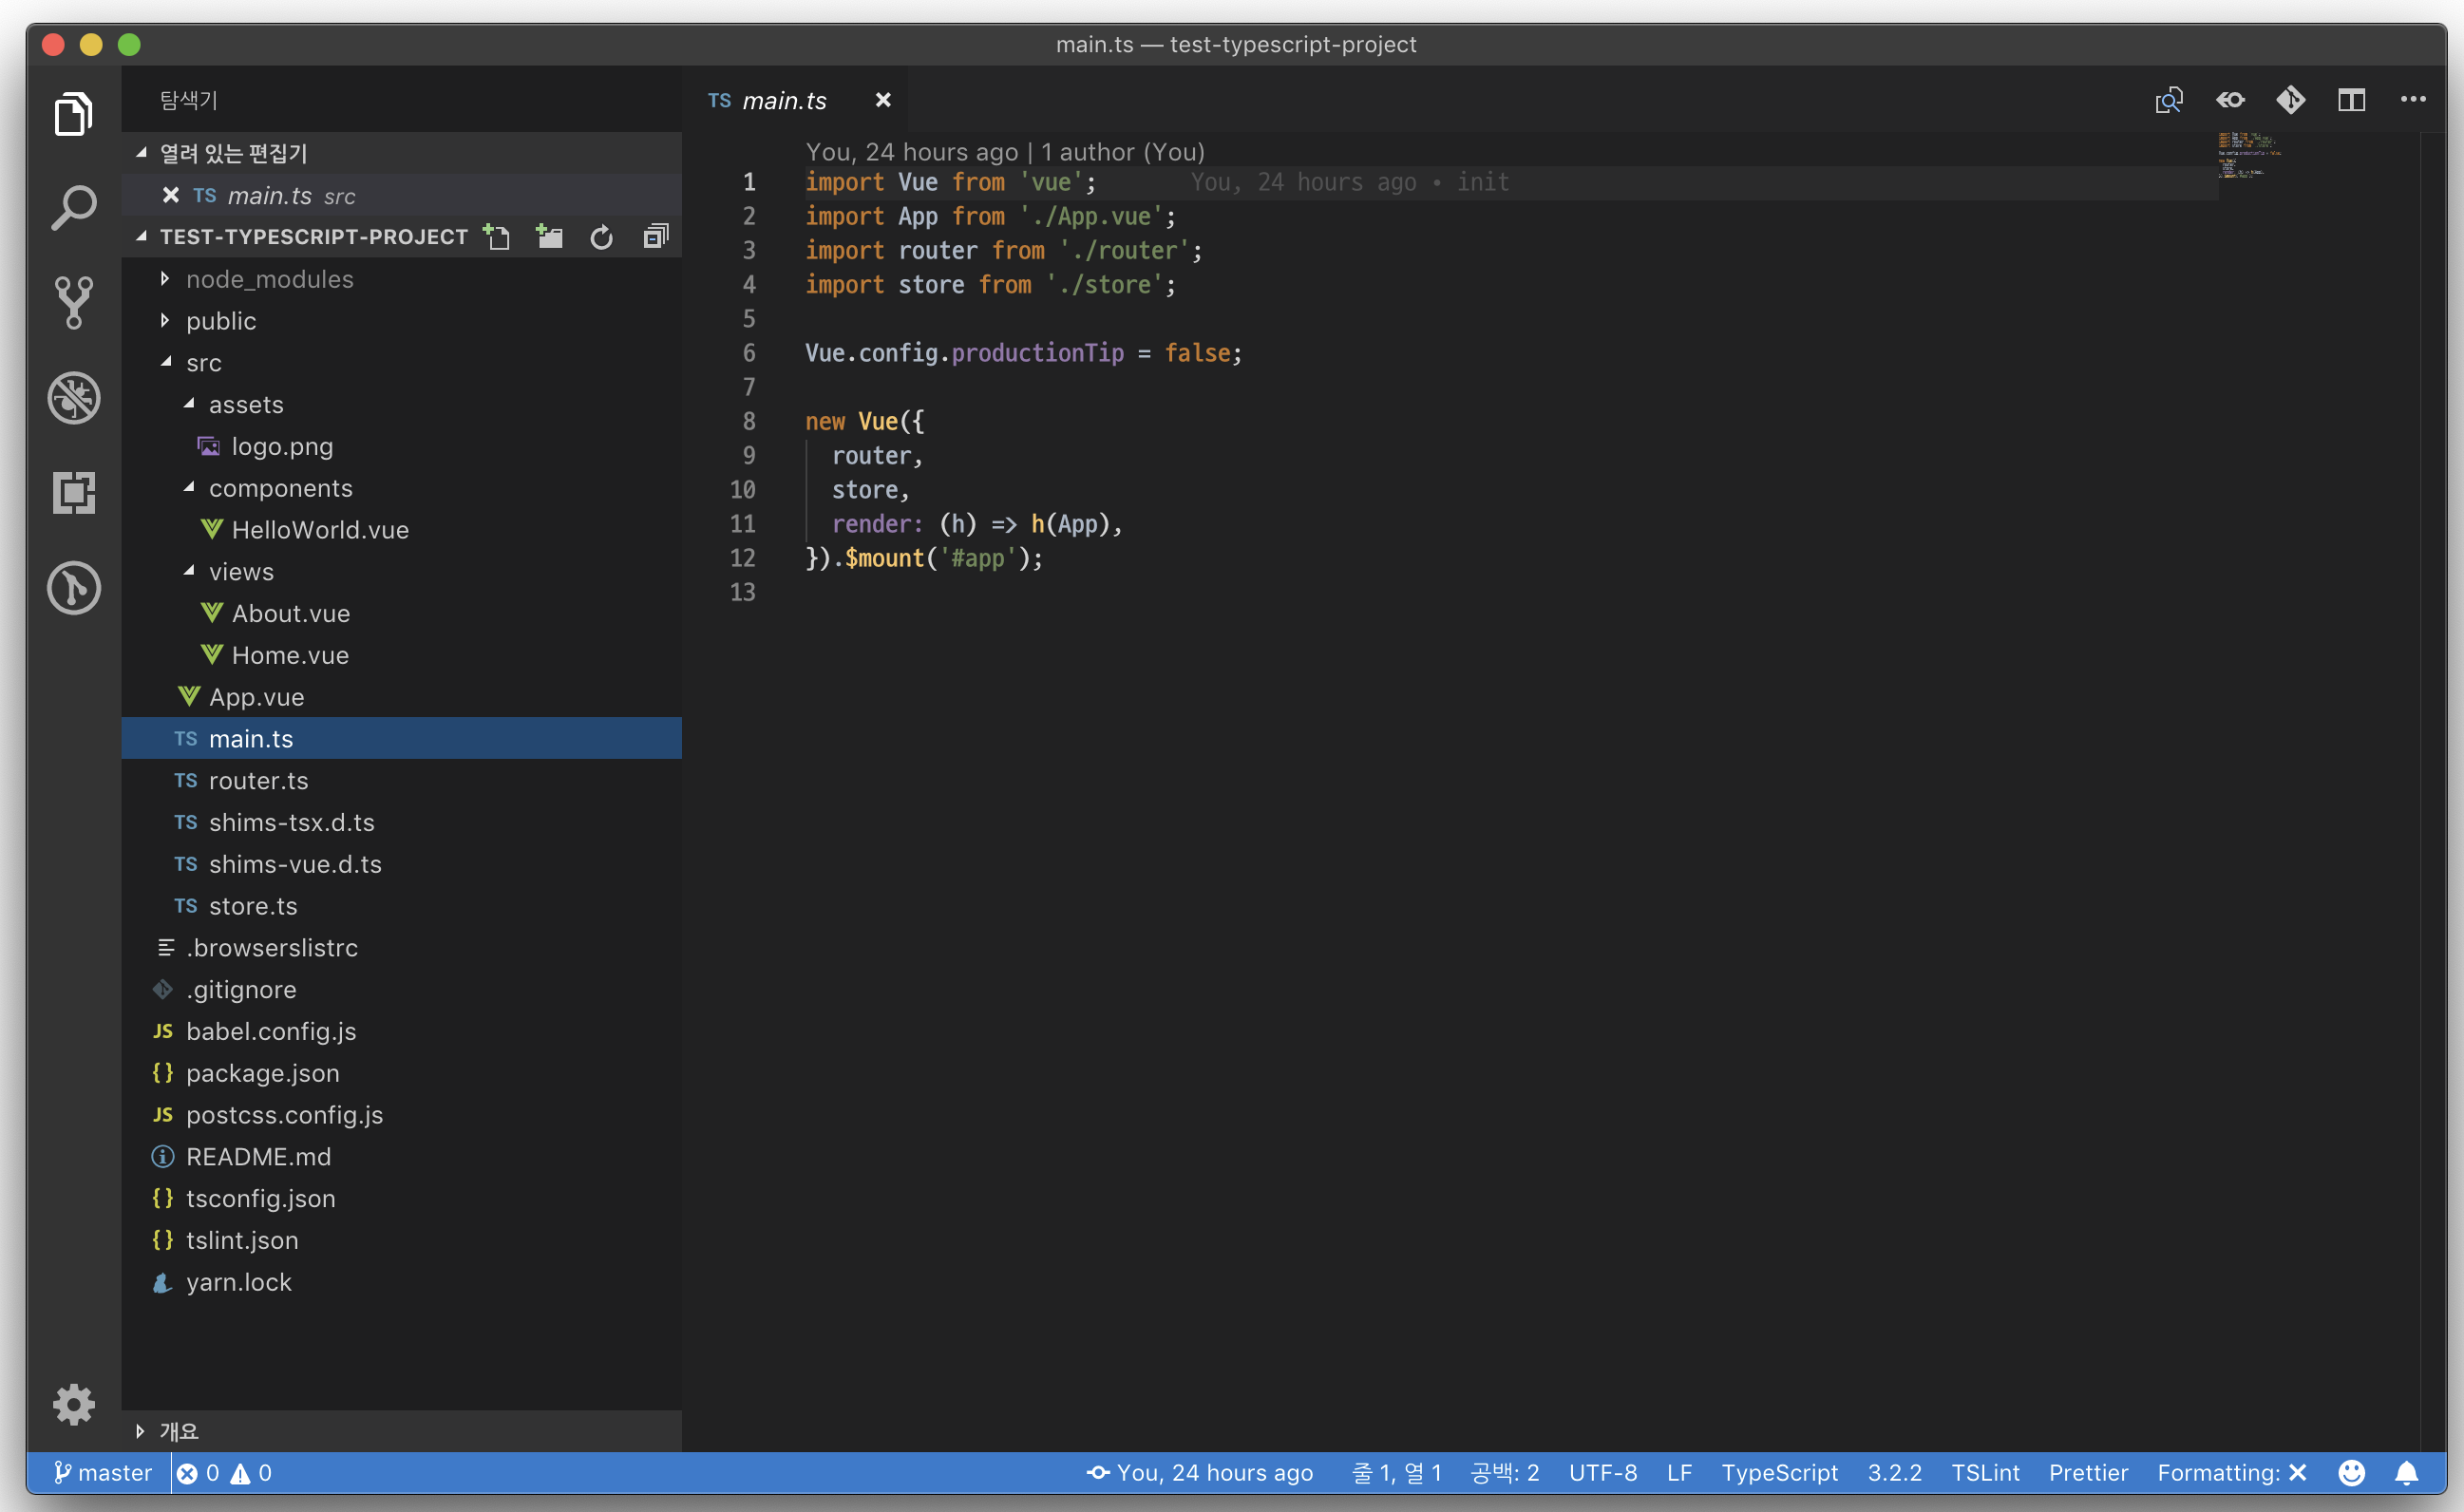 main.ts — test-typescript-project
탐색기
열려 있는 편집기
TS main.ts src
TEST-TYPESCRIPT-PROJECT
node_modules
public
src
assets
logo.png
components
HelloWorld.vue
views
About.vue
Home.vue
App.vue
TS main.ts
TS router.ts
TS shims-tsx.d.ts
TS shims-vue.d.ts
TS store.ts
.browserslistrc
.gitignore
JS babel.config.js
{ } package.json
JS postcss.config.js
README.md
{ } tsconfig.json
{ } tslint.json
yarn.lock
개요
TS main.ts
You, 24 hours ago | 1 author (You)
1 import Vue from 'vue'; You, 24 hours ago • init
2 import App from './App.vue';
3 import router from './router';
4 import store from './store';
5
6 Vue.config.productionTip = false;
7
8 new Vue({
9 router,
10 store,
11 render: (h) => h(App),
12 }).$mount('#app');
13
master 0 0 You, 24 hours ago 줄 1, 열 1 공백: 2 UTF-8 LF TypeScript 3.2.2 TSLint Prettier Formatting: ✕